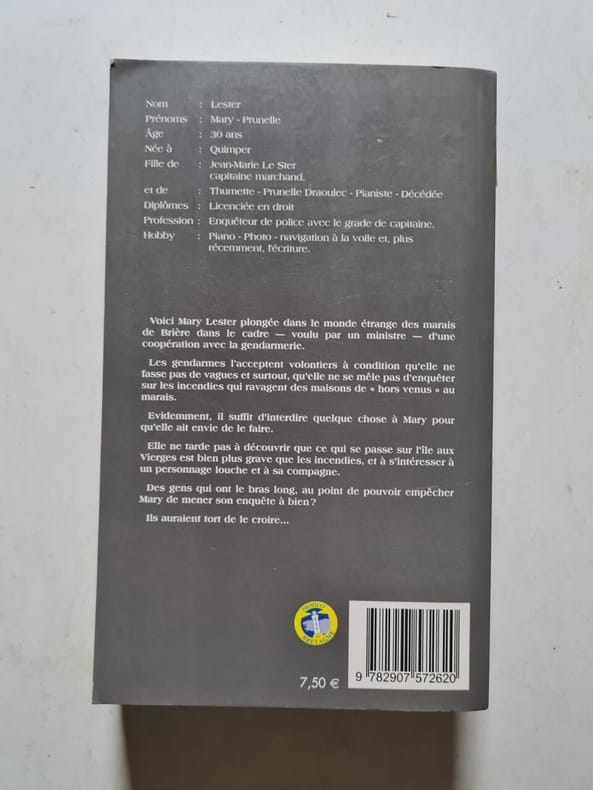 Nom : Lester
Prénoms : Mary - Prunelle
Âge : 30 ans
Née à : Quimper
Fille de : Jean-Marie Le Ster
capitaine marchand,
et de : Thumette - Prunelle Draoulec - Pianiste - Décédée
Diplômes : Licenciée en droit
Profession : Enquêteur de police avec le grade de capitaine.
Hobby : Piano - Photo - navigation à la voile et, plus
récemment, l'écriture.
Voici Mary Lester plongée dans le monde étrange des marais
de Brière dans le cadre — voulu par un ministre — d'une
coopération avec la gendarmerie.
Les gendarmes l'acceptent volontiers à condition qu'elle ne
fasse pas de vagues et surtout, qu'elle ne se mêle pas d'enquêter
sur les incendies qui ravagent des maisons de « hors venus » au
marais.
Evidemment, il suffit d'interdire quelque chose à Mary pour
qu'elle ait envie de le faire.
Elle ne tarde pas à découvrir que ce qui se passe sur l'île aux
Vierges est bien plus grave que les incendies, et à s'intéresser à
un personnage louche et à sa compagne.
Des gens qui ont le bras long, au point de pouvoir empêcher
Mary de mener son enquête à bien ?
Ils auraient tort de le croire...
PRODUIT
EN
BRETAGNE
7,50 €
9 782907 572620